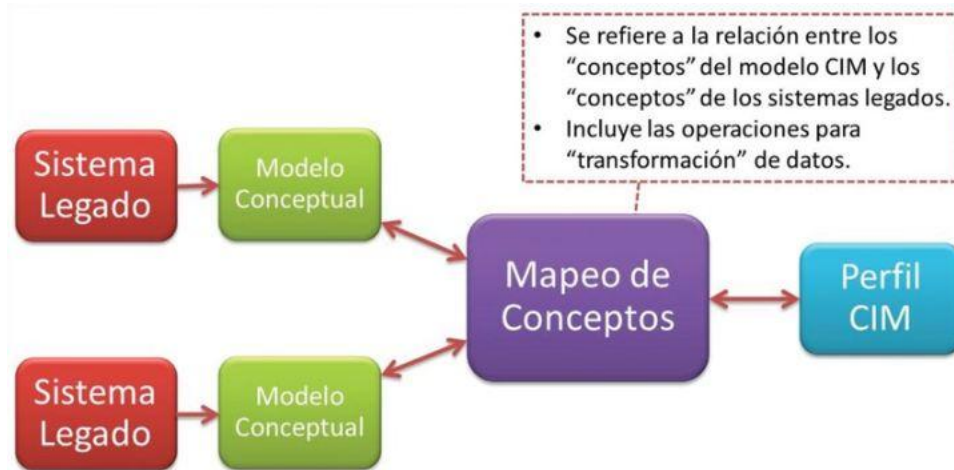 • Se refiere a la relación entre los
“conceptos” del modelo CIM y los
“conceptos” de los sistemas legados.
• Incluye las operaciones para
“transformación” de datos.
Sistema
Legado
Modelo
Conceptual
Mapeo de
Conceptos
Perfil
CIM
Sistema
Legado
Modelo
Conceptual